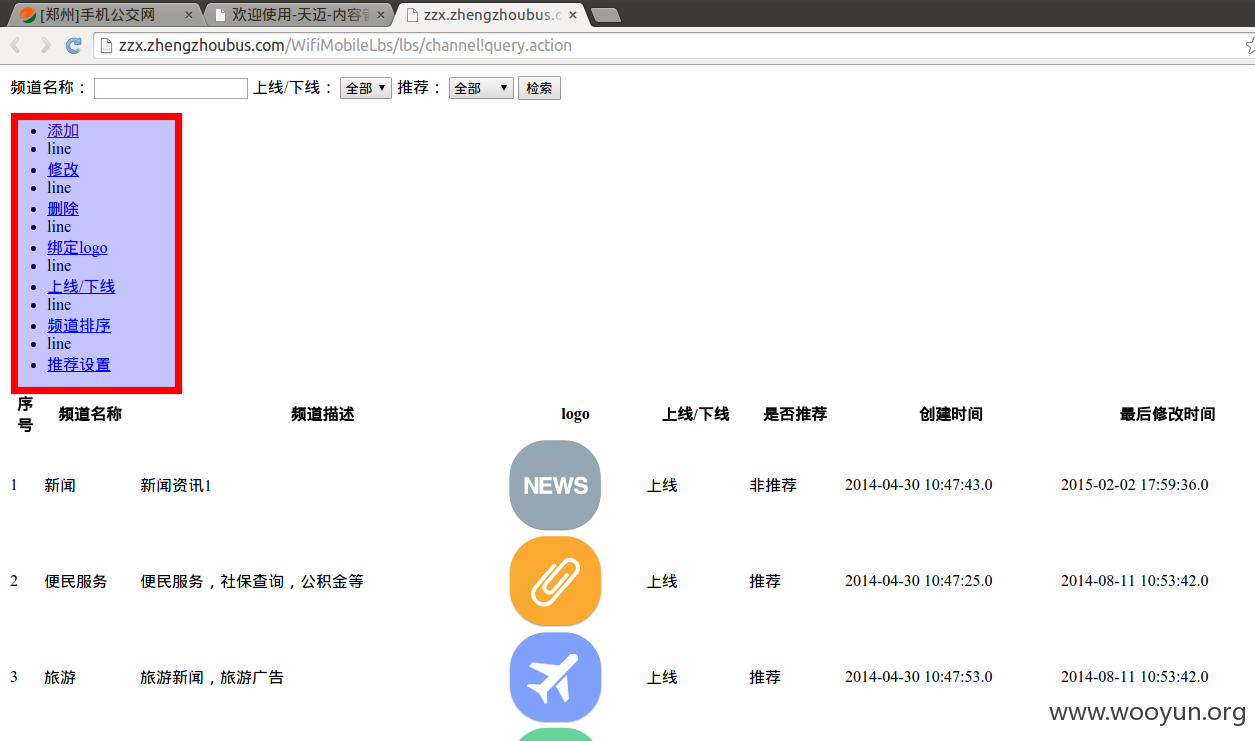 [郑州]手机公交网 × 欢迎使用-天迈-内容管 × zzx.zhengzhoubus.c ×
zzx.zhengzhoubus.com/WifiMobileLbs/lbs/channel!query.action
频道名称： 上线/下线： 全部 推荐： 全部 检索
添加
line
修改
line
删除
line
绑定logo
line
上线/下线
line
频道排序
line
推荐设置
序号 频道名称 频道描述 logo 上线/下线 是否推荐 创建时间 最后修改时间
1 新闻 新闻资讯1 NEWS 上线 非推荐 2014-04-30 10:47:43.0 2015-02-02 17:59:36.0
2 便民服务 便民服务，社保查询，公积金等 上线 推荐 2014-04-30 10:47:25.0 2014-08-11 10:53:42.0
3 旅游 旅游新闻，旅游广告 上线 推荐 2014-04-30 10:47:53.0 2014-08-11 10:53:42.0
www.wooyun.org